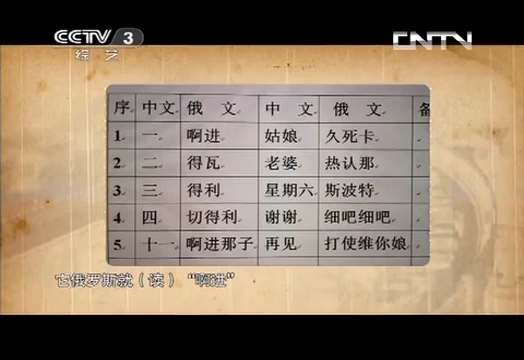 CCTV 3
综艺
CNTV
序 中文 俄 文 中 文 俄 文 备
1. 一 啊进 姑娘 久死卡
2. 二 得瓦 老婆 热认那
3. 三 得利 星期六 斯波特
4. 四 切得利 谢谢 细吧细吧
5. 十一 啊进那子 再见 打使维你娘
它俄罗斯就（读）“啊进”